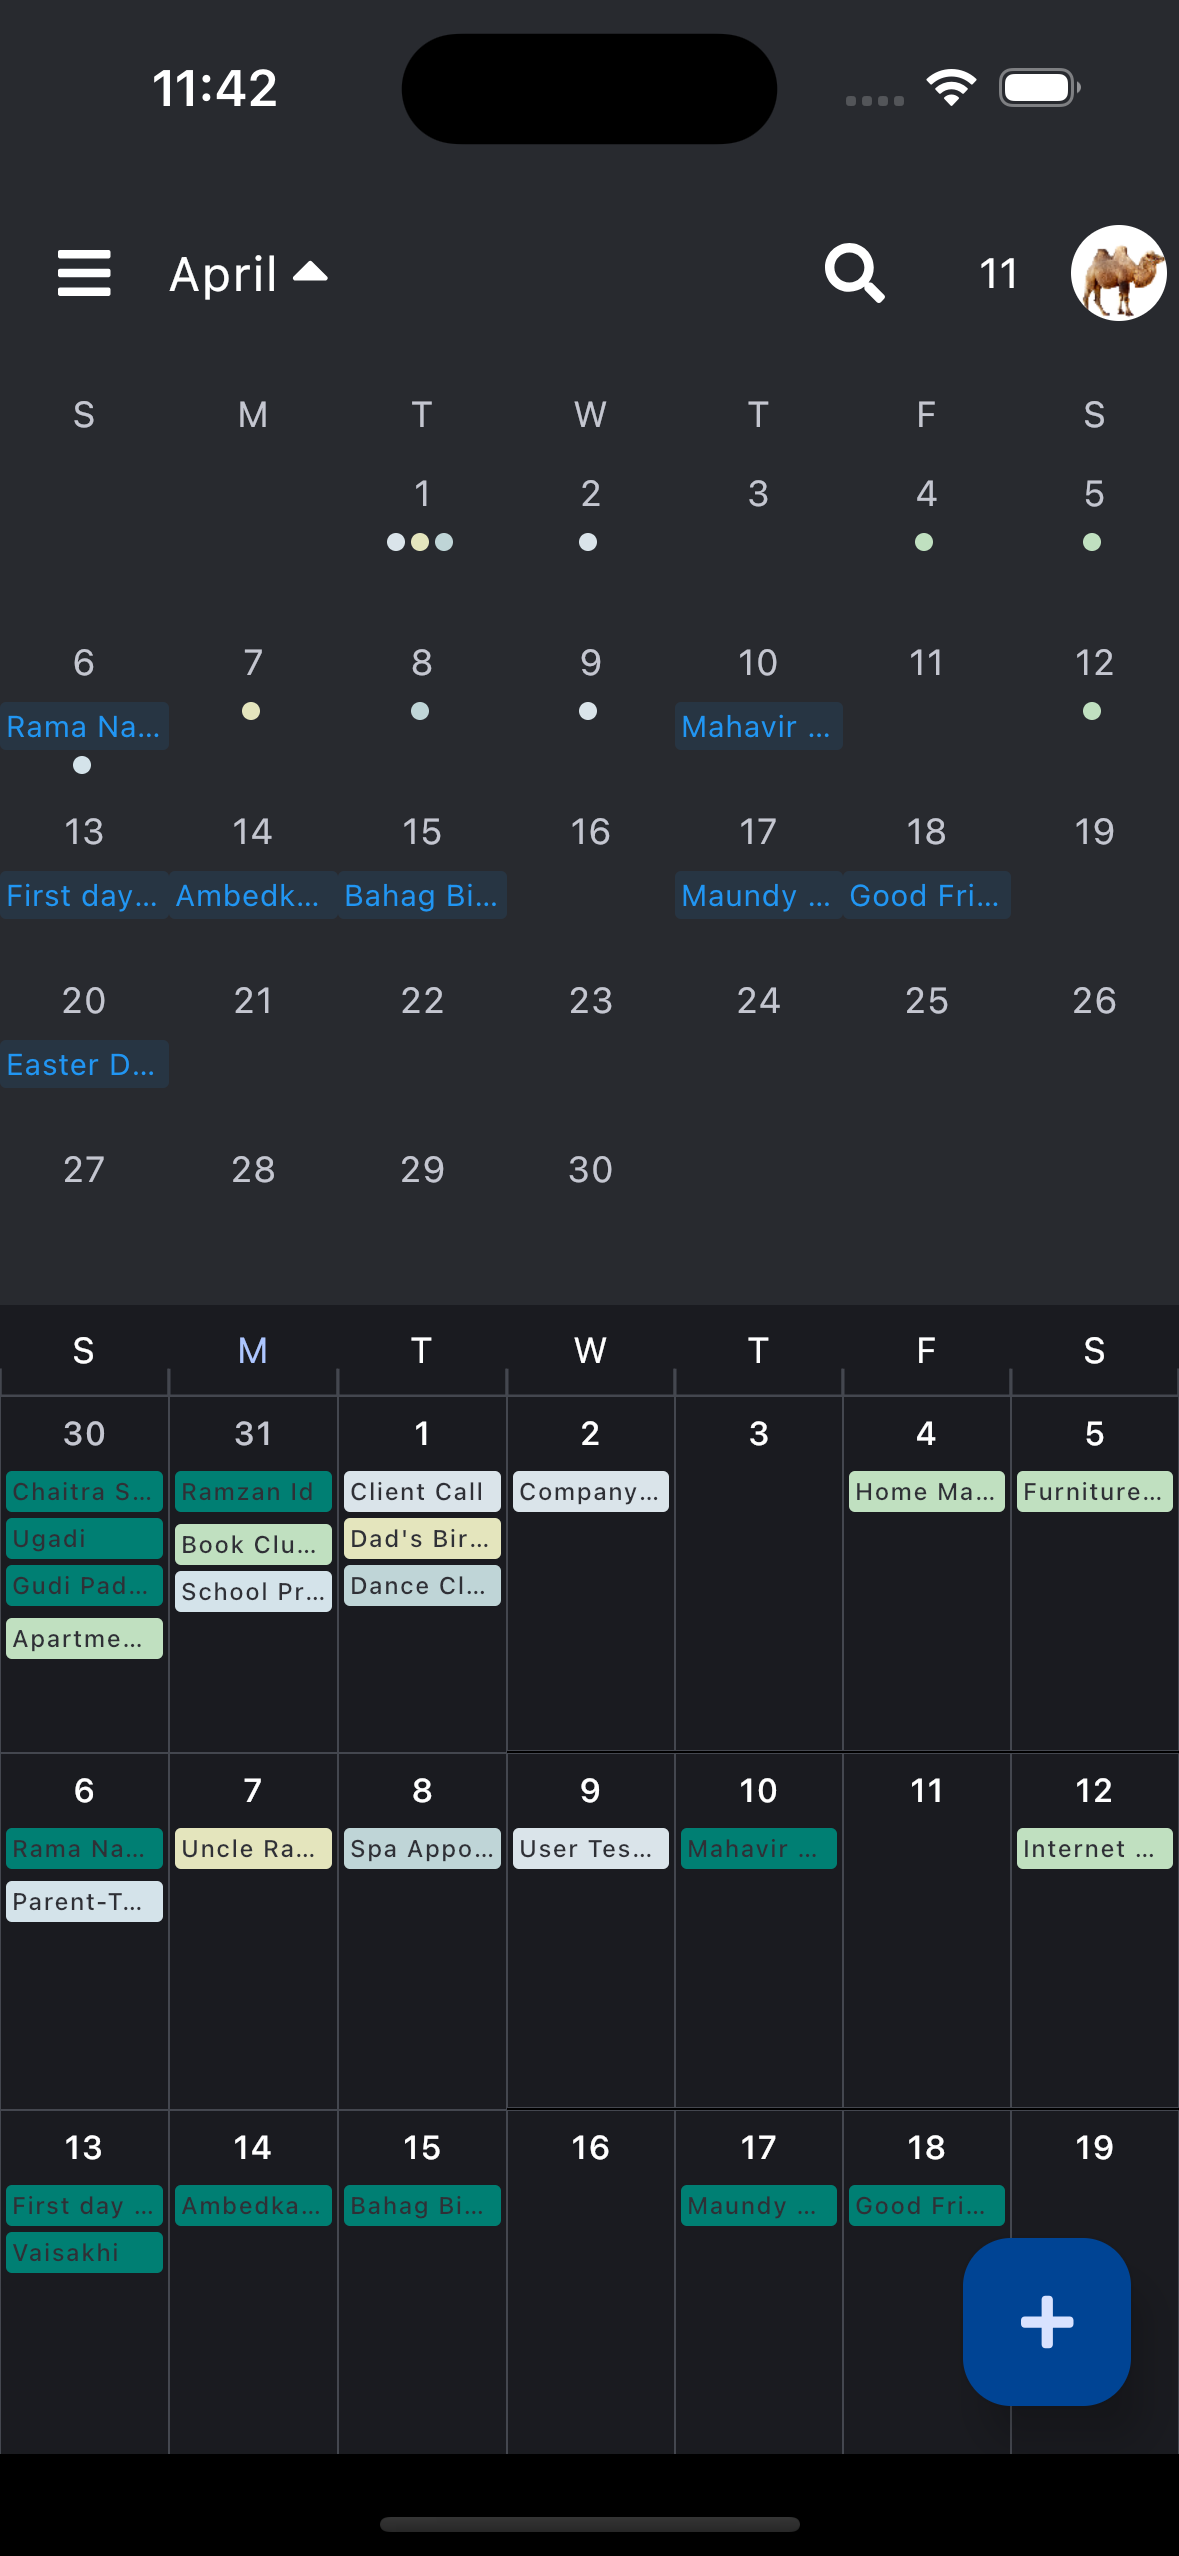 11:42
April
11
S M T W T F S
1 2 3 4 5
6 7 8 9 10 11 12
Rama Na... Mahavir ...
13 14 15 16 17 18 19
First day... Ambedk... Bahag Bi... Maundy ... Good Fri...
20 21 22 23 24 25 26
Easter D...
27 28 29 30
S M T W T F S
30 31 1 2 3 4 5
Chaitra S... Ramzan Id Client Call Company... Home Ma... Furniture...
Ugadi Book Clu... Dad's Bir...
Gudi Pad... School Pr... Dance Cl...
Apartme...
6 7 8 9 10 11 12
Rama Na... Uncle Ra... Spa Appo... User Tes... Mahavir ... Internet ...
Parent-T...
13 14 15 16 17 18 19
First day ... Ambedka... Bahag Bi... Maundy ... Good Fri...
Vaisakhi